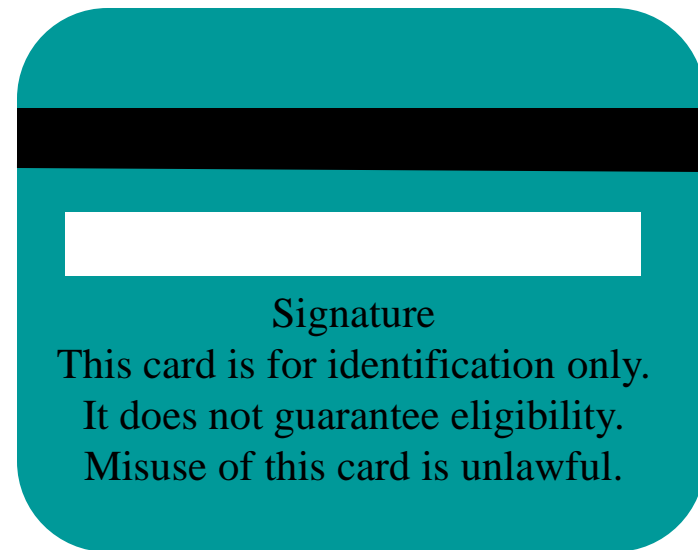 Signature
This card is for identification only.
It does not guarantee eligibility.
Misuse of this card is unlawful.